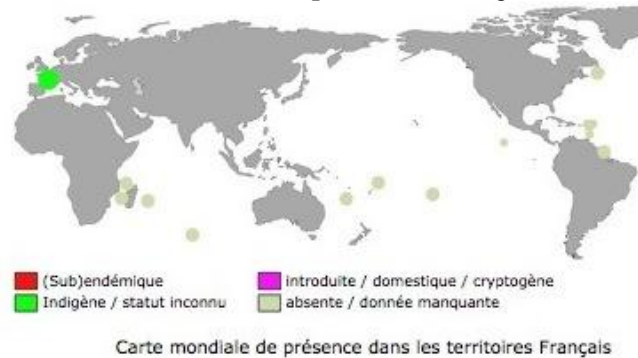 (Sub)endémique
introduite / domestique / cryptogène
Indigène / statut inconnu
absente / donnée manquante
Carte mondiale de présence dans les territoires Français